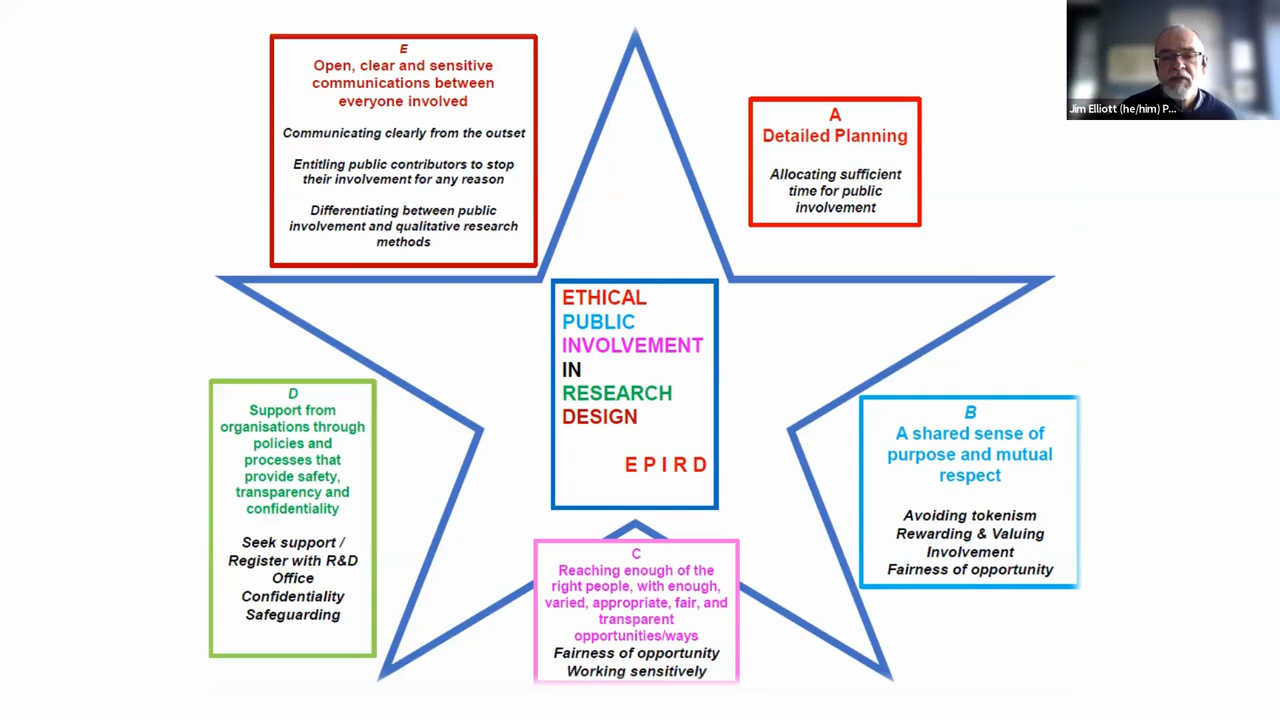 E
Open, clear and sensitive
communications between
everyone involved
Communicating clearly from the outset
Entitling public contributors to stop
their involvement for any reason
Differentiating between public
involvement and qualitative research
methods
A
Detailed Planning
Allocating sufficient
time for public
involvement
Jim Elliott (he/him) P...
ETHICAL
PUBLIC
INVOLVEMENT
IN
RESEARCH
DESIGN
E P I R D
D
Support from
organisations through
policies and
processes that
provide safety,
transparency and
confidentiality
Seek support /
Register with R&D
Office
Confidentiality
Safeguarding
B
A shared sense of
purpose and mutual
respect
Avoiding tokenism
Rewarding & Valuing
Involvement
Fairness of opportunity
C
Reaching enough of the
right people, with enough,
varied, appropriate, fair, and
transparent
opportunities/ways
Fairness of opportunity
Working sensitively